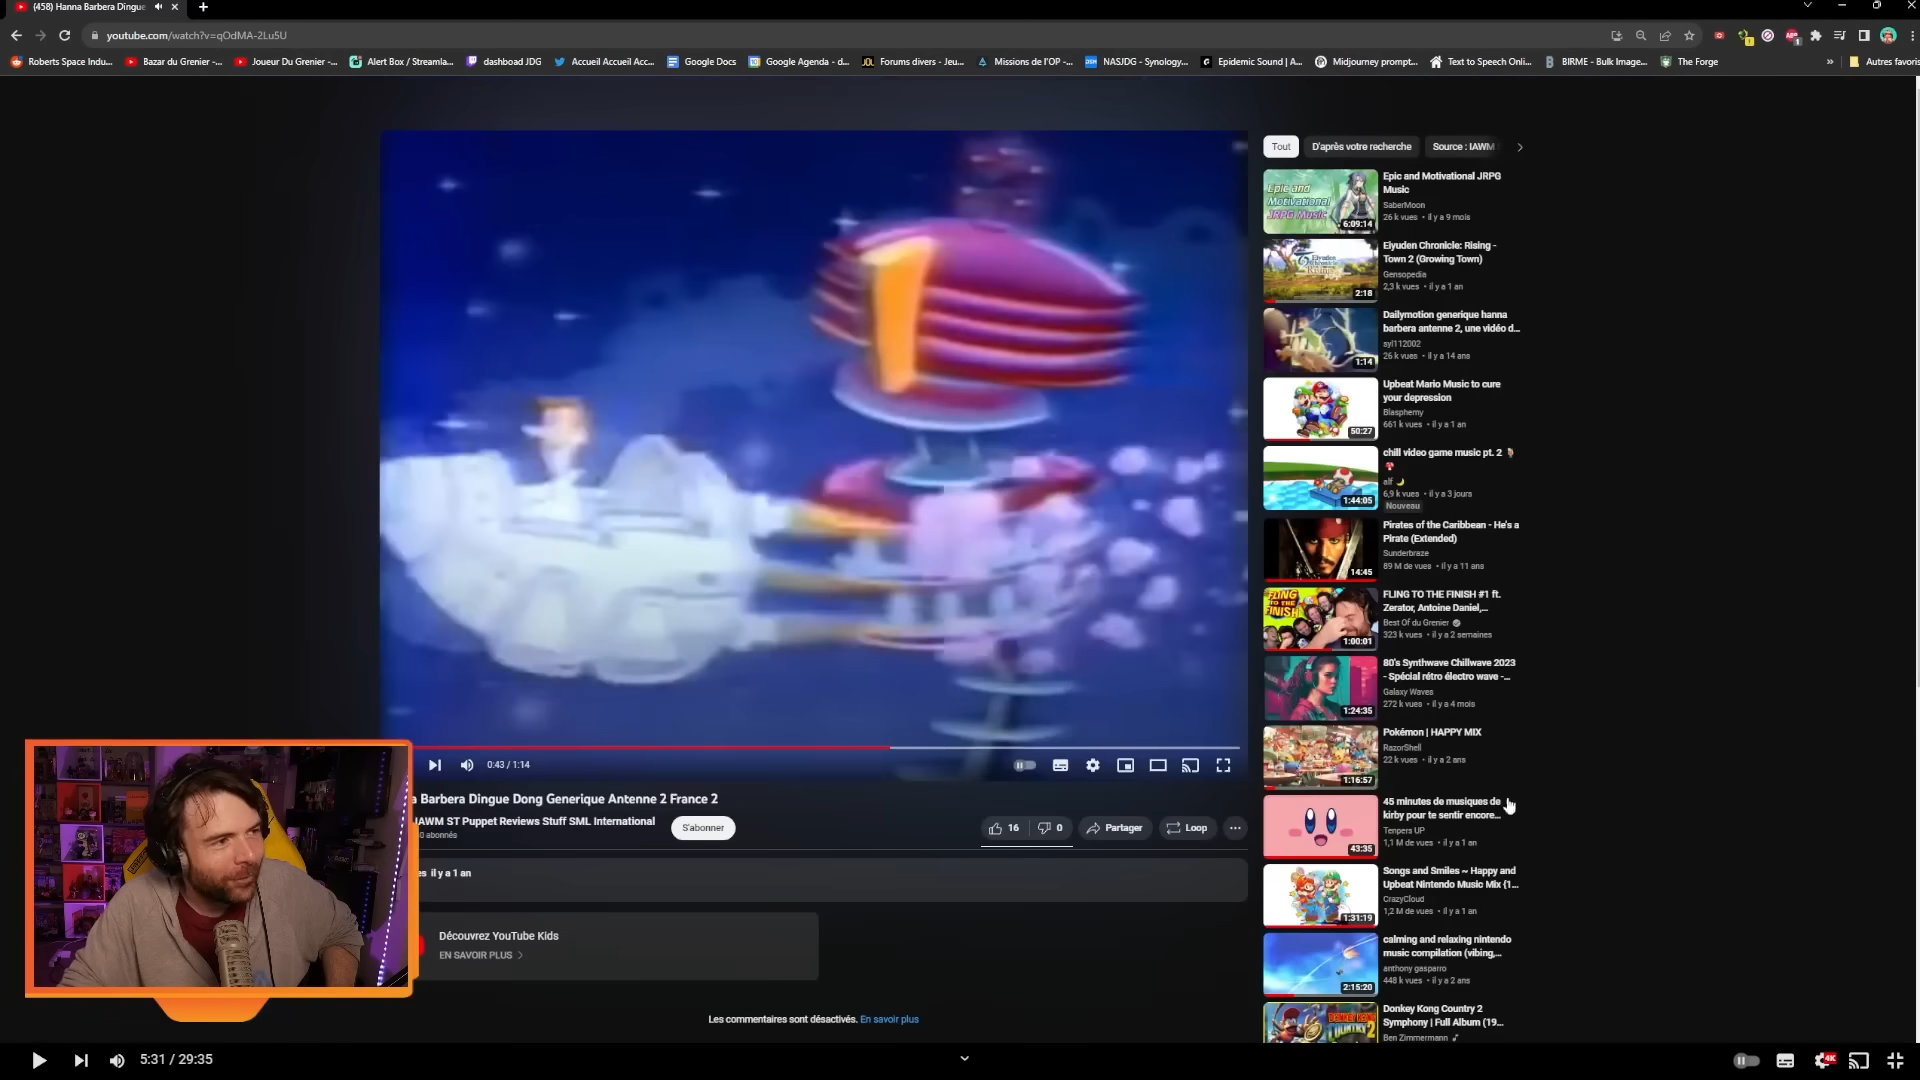 (458) Hanna Barbera Dingue
youtube.com/watch?v=qOdMA-2Lu5U
Roberts Space Indu...
Bazar du Grenier -...
Joueur Du Grenier -...
Alert Box / Streamla...
dashboad JDG
Accueil Accueil Acc...
Google Docs
Google Agenda - d...
Forums divers - Jeu...
Missions de l'OP -...
NASJDG - Synology...
Epidemic Sound | A...
Midjourney prompt...
Text to Speech Onli...
BIRME - Bulk Image...
The Forge
Autres favoris
Tout
D'après votre recherche
Source : IAWM
Epic and Motivational JRPG Music
6:09:14
Epic and Motivational JRPG
Music
SaberMoon
26 k vues • il y a 9 mois
2:18
Eiyuden Chronicle: Rising -
Town 2 (Growing Town)
Gensopedia
2,3 k vues • il y a 1 an
1:14
Dailymotion generique hanna
barbera antenne 2, une vidéo d...
syl112002
26 k vues • il y a 14 ans
50:27
Upbeat Mario Music to cure
your depression
Blasphemy
661 k vues • il y a 1 an
1:44:05
chill video game music pt. 2
alf
6,9 k vues • il y a 3 jours
Nouveau
14:45
Pirates of the Caribbean - He's a
Pirate (Extended)
Sunderbraze
89 M de vues • il y a 11 ans
FLING TO THE FINISH
1:00:01
FLING TO THE FINISH #1 ft.
Zerator, Antoine Daniel,...
Best Of du Grenier
323 k vues • il y a 2 semaines
1:24:35
80's Synthwave Chillwave 2023
- Spécial rétro électro wave -...
Galaxy Waves
272 k vues • il y a 4 mois
1:16:57
Pokémon | HAPPY MIX
RazorShell
22 k vues • il y a 2 ans
43:35
45 minutes de musiques de
kirby pour te sentir encore...
Tenpers UP
1,1 M de vues • il y a 1 an
1:31:19
Songs and Smiles ~ Happy and
Upbeat Nintendo Music Mix {1...
CrazyCloud
1,2 M de vues • il y a 1 an
2:15:20
calming and relaxing nintendo
music compilation (vibing,...
anthony gasparro
448 k vues • il y a 2 ans
Donkey Kong Country 2
Symphony | Full Album (19...
Ben Zimmermann
0:43 / 1:14
a Barbera Dingue Dong Generique Antenne 2 France 2
IAWM ST Puppet Reviews Stuff SML International
0 abonnés
S'abonner
16
0
Partager
Loop
es il y a 1 an
Découvrez YouTube Kids
EN SAVOIR PLUS
Les commentaires sont désactivés. En savoir plus
5:31 / 29:35
4K